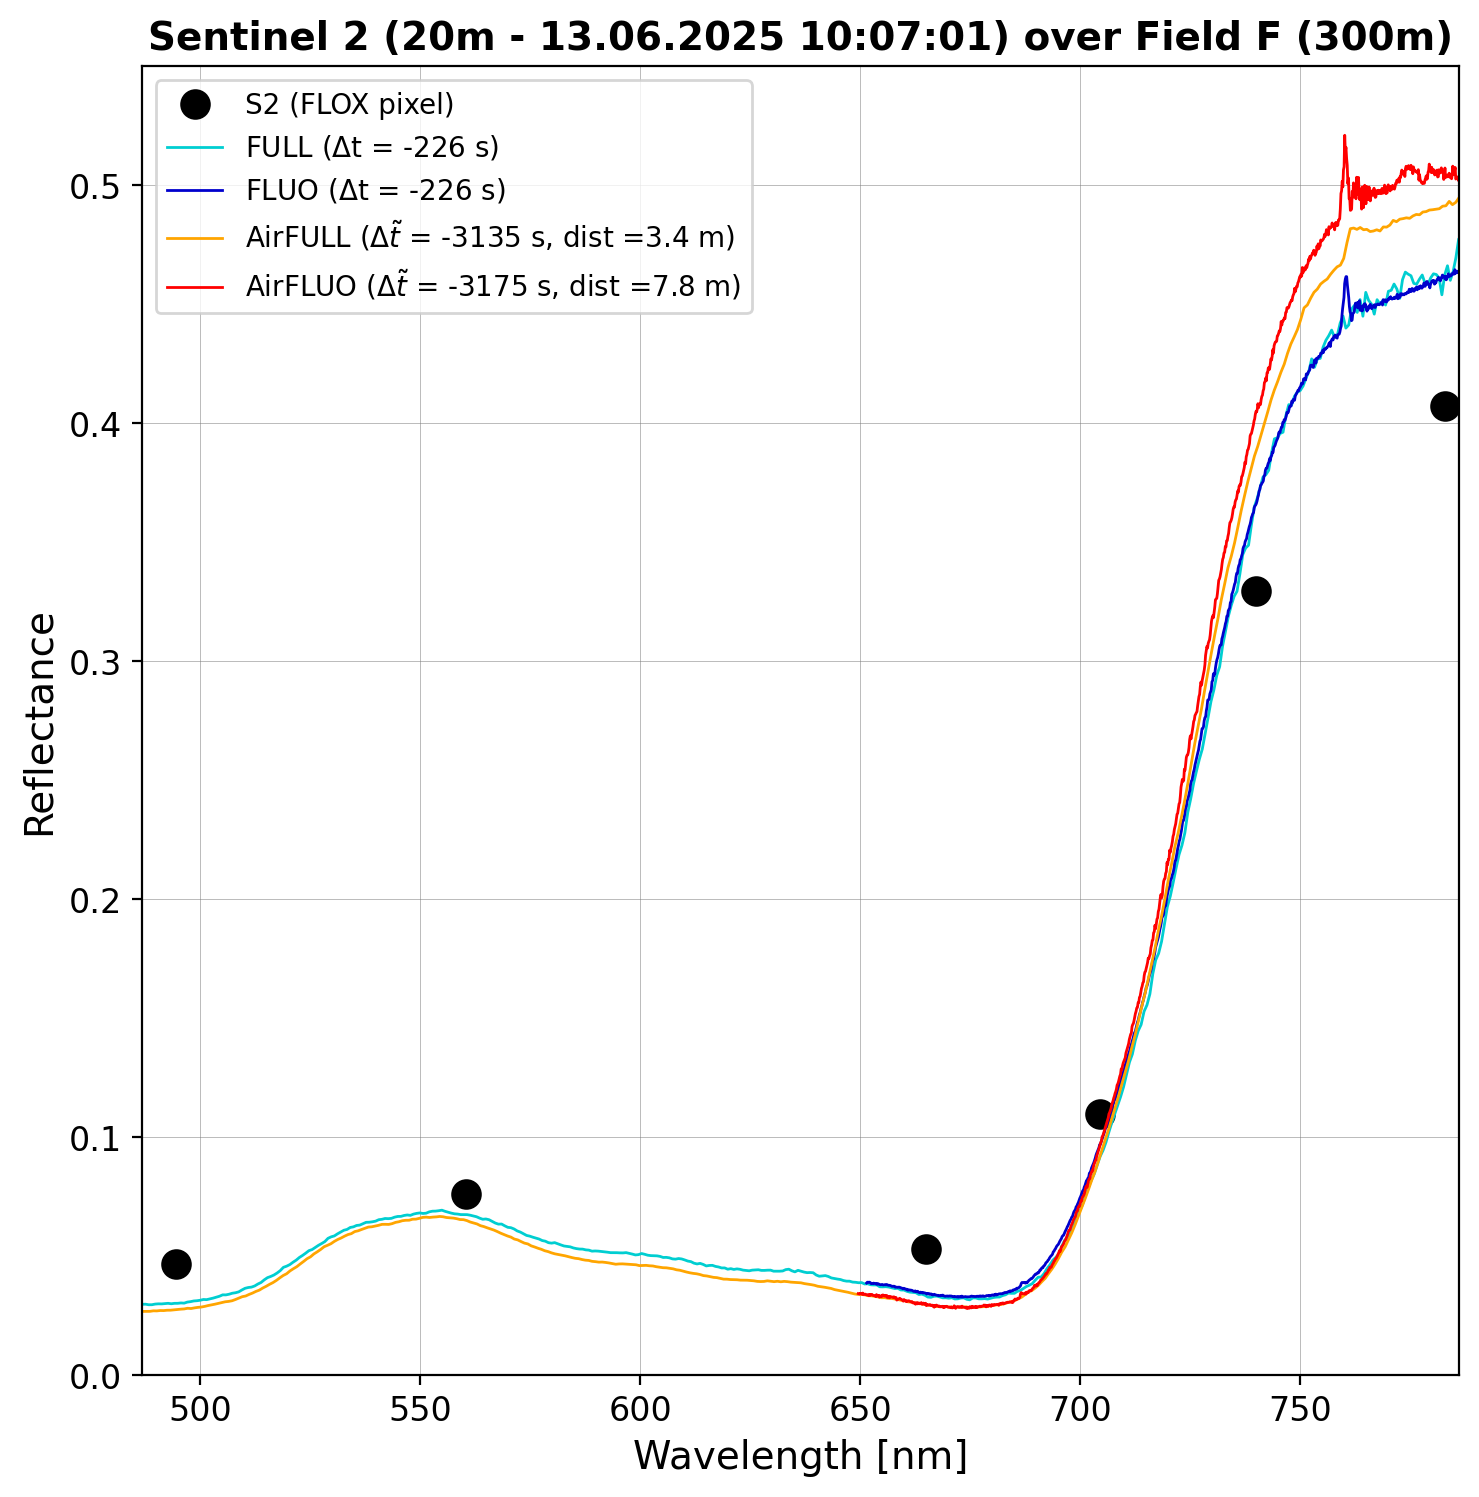 Sentinel 2 (20m - 13.06.2025 10:07:01) over Field F (300m)
S2 (FLOX pixel)
FULL (Δt = -226 s)
FLUO (Δt = -226 s)
AirFULL (Δt̃ = -3135 s, dist =3.4 m)
AirFLUO (Δt̃ = -3175 s, dist =7.8 m)
0.5
0.4
0.3
0.2
0.1
0.0
Reflectance
500 550 600 650 700 750
Wavelength [nm]